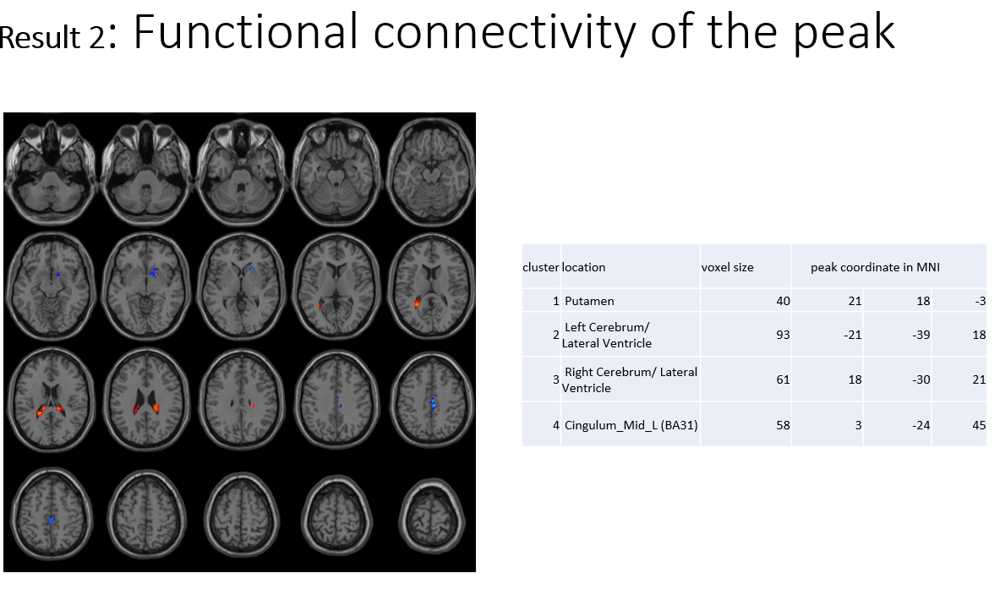 Result 2: Functional connectivity of the peak
cluster location voxel size peak coordinate in MNI
1 Putamen 40 21 18 -3
2 Left Cerebrum/ Lateral Ventricle 93 -21 -39 18
3 Right Cerebrum/ Lateral Ventricle 61 18 -30 21
4 Cingulum_Mid_L (BA31) 58 3 -24 45